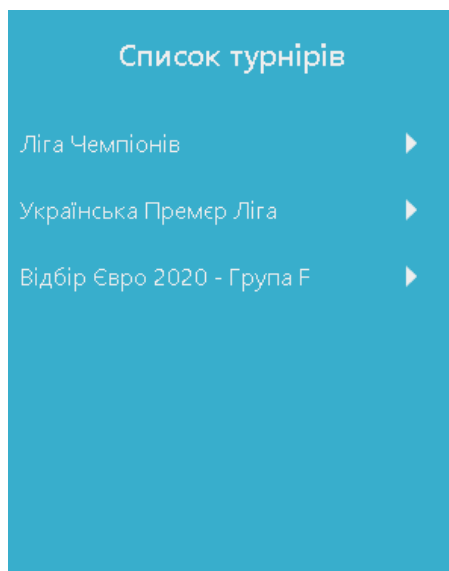 Список турнірів
Ліга Чемпіонів
Українська Премєр Ліга
Відбір Євро 2020 - Група F